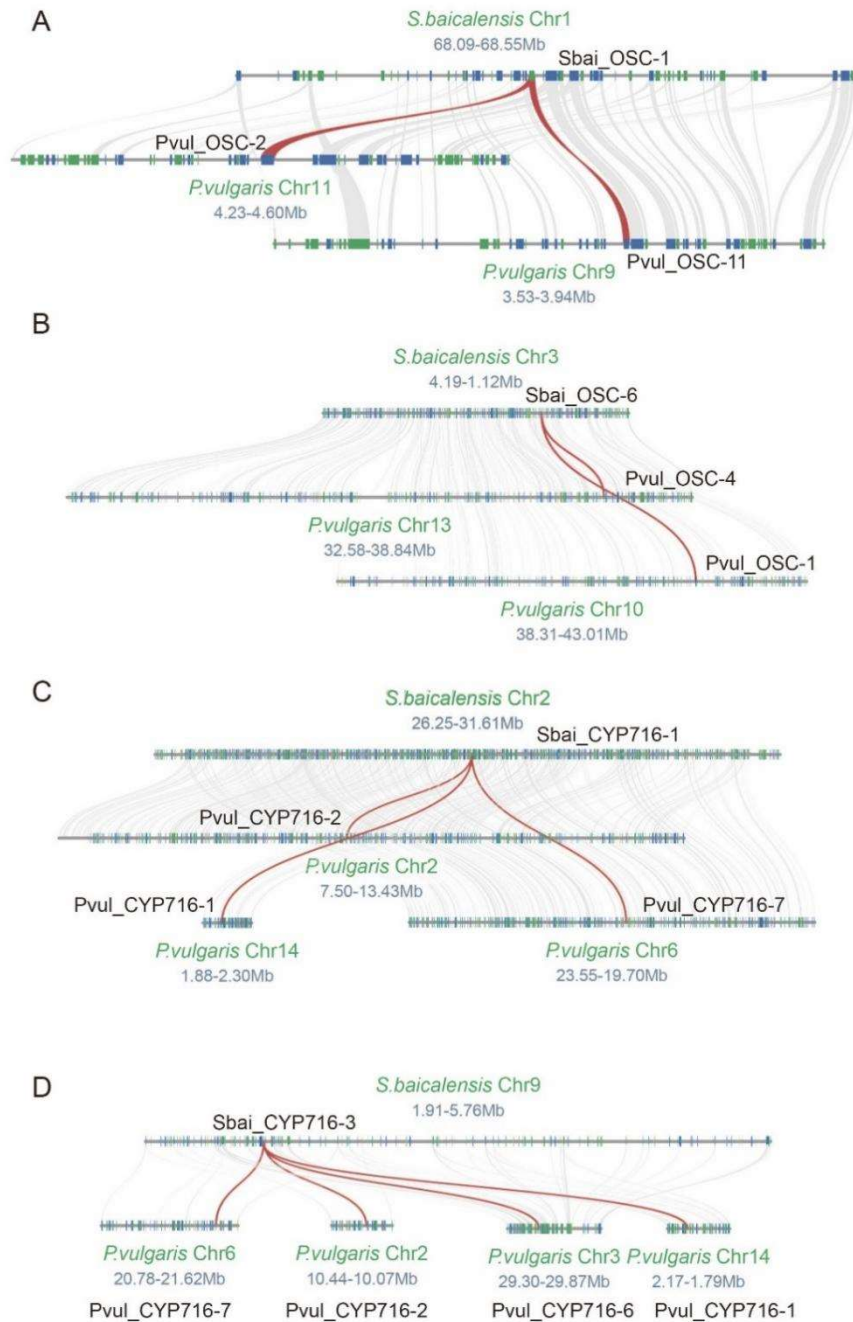 A
S.baicalensis Chr1
68.09-68.55Mb
Sbai_OSC-1
Pvul_OSC-2
P.vulgaris Chr11
4.23-4.60Mb
Pvul_OSC-11
P.vulgaris Chr9
3.53-3.94Mb
B
S.baicalensis Chr3
4.19-1.12Mb
Sbai_OSC-6
Pvul_OSC-4
P.vulgaris Chr13
32.58-38.84Mb
Pvul_OSC-1
P.vulgaris Chr10
38.31-43.01Mb
C
S.baicalensis Chr2
26.25-31.61Mb
Sbai_CYP716-1
Pvul_CYP716-2
P.vulgaris Chr2
7.50-13.43Mb
Pvul_CYP716-1
Pvul_CYP716-7
P.vulgaris Chr14
1.88-2.30Mb
P.vulgaris Chr6
23.55-19.70Mb
D
S.baicalensis Chr9
1.91-5.76Mb
Sbai_CYP716-3
P.vulgaris Chr6 P.vulgaris Chr2 P.vulgaris Chr3 P.vulgaris Chr14
20.78-21.62Mb 10.44-10.07Mb 29.30-29.87Mb 2.17-1.79Mb
Pvul_CYP716-7 Pvul_CYP716-2 Pvul_CYP716-6 Pvul_CYP716-1